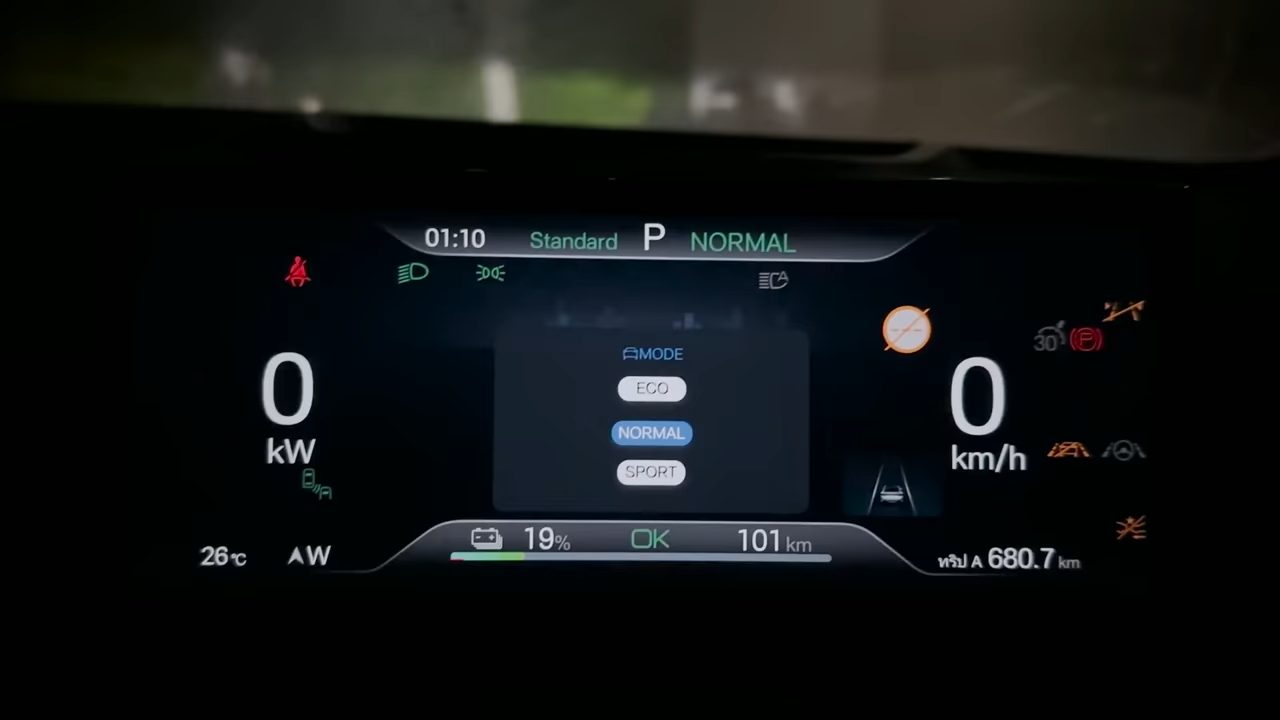 01:10 Standard P NORMAL
A
MODE
ECO
NORMAL
SPORT
0
kW
0
km/h
30
P
26°C
W
19%
OK
101 km
ทริป A 680.7 km